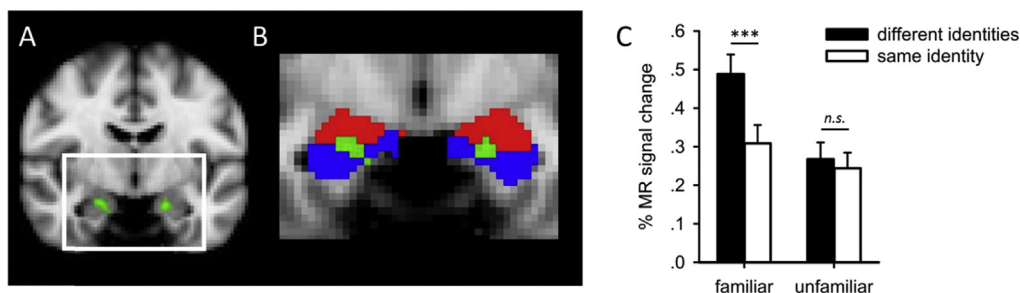 A
B
C
.6
.5
.4
.3
.2
.1
.0
% MR signal change
***
n.s.
different identities
same identity
familiar
unfamiliar